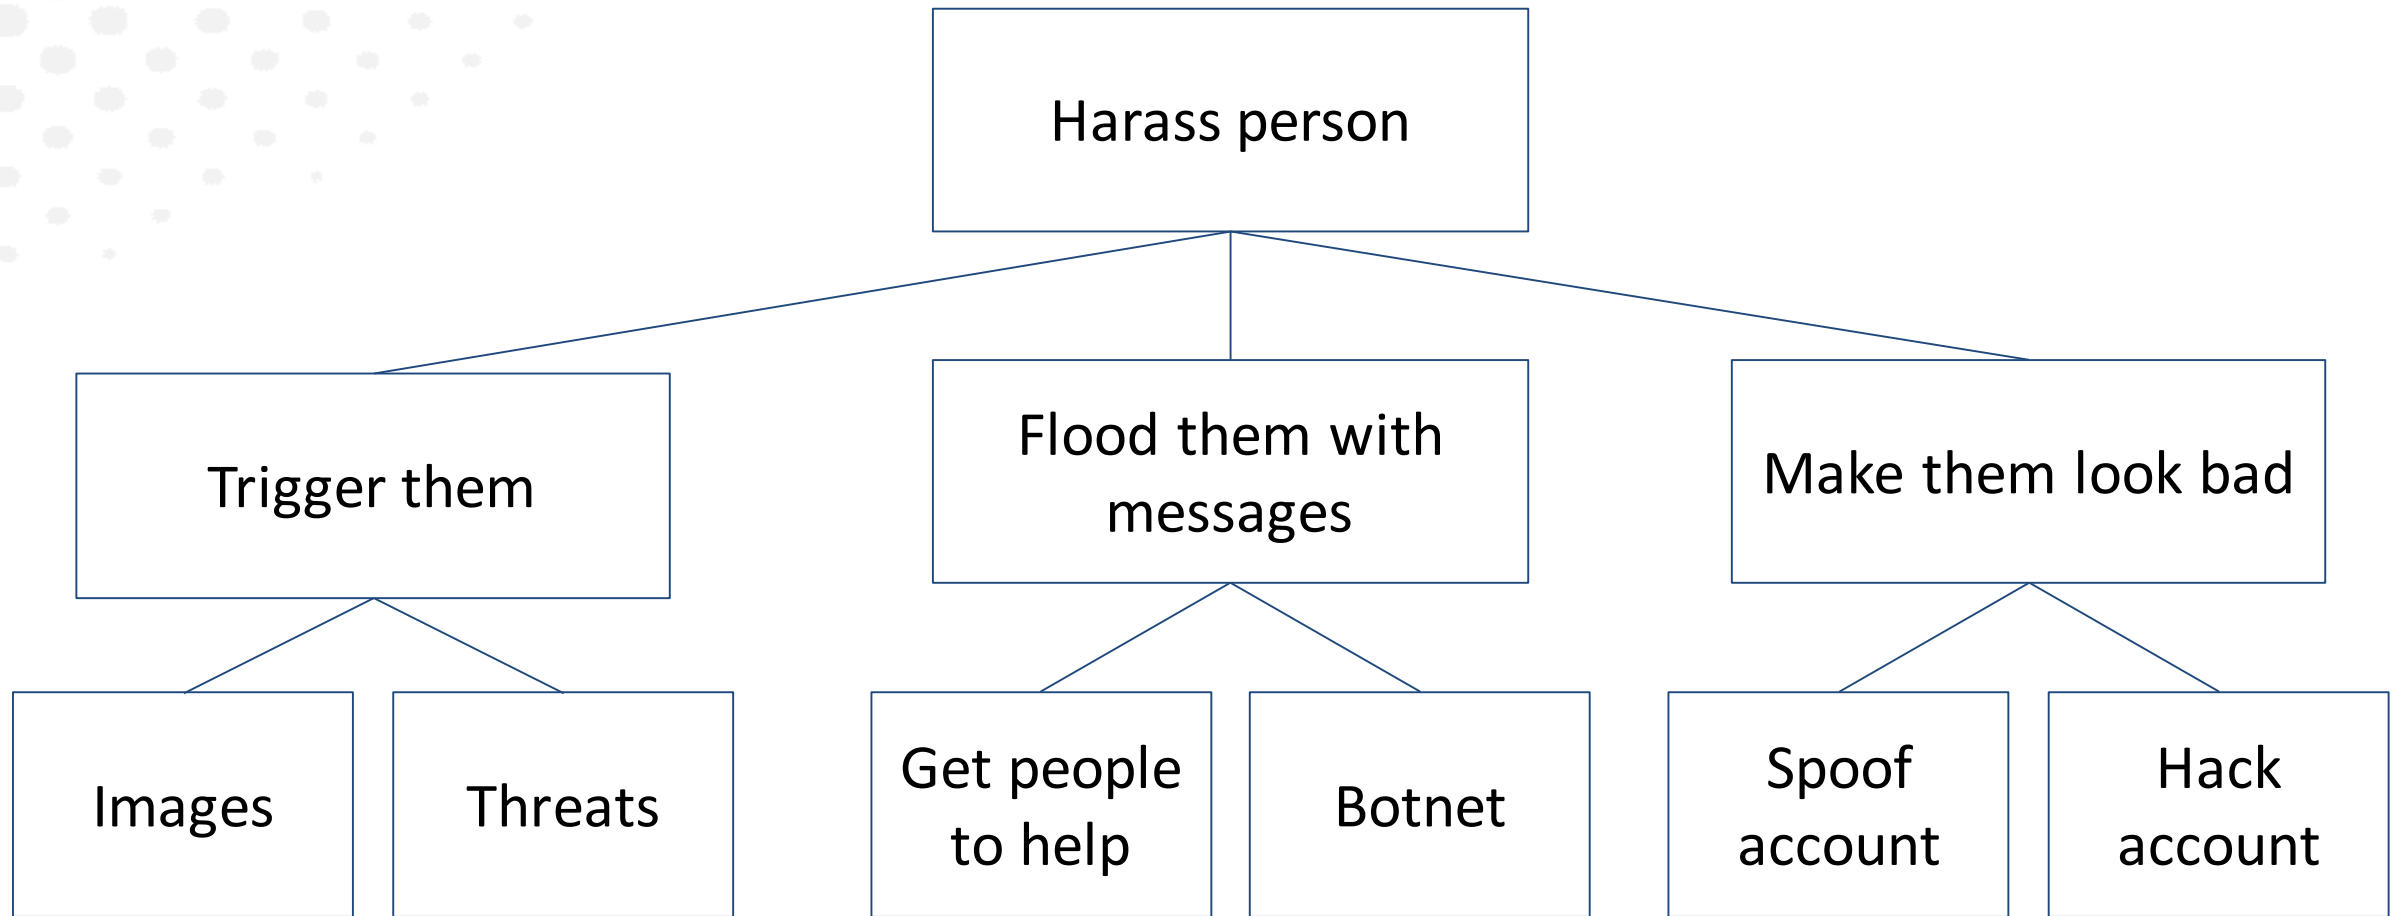 Harass person
Trigger them
Flood them with
messages
Make them look bad
Images
Threats
Get people
to help
Botnet
Spoof
account
Hack
account